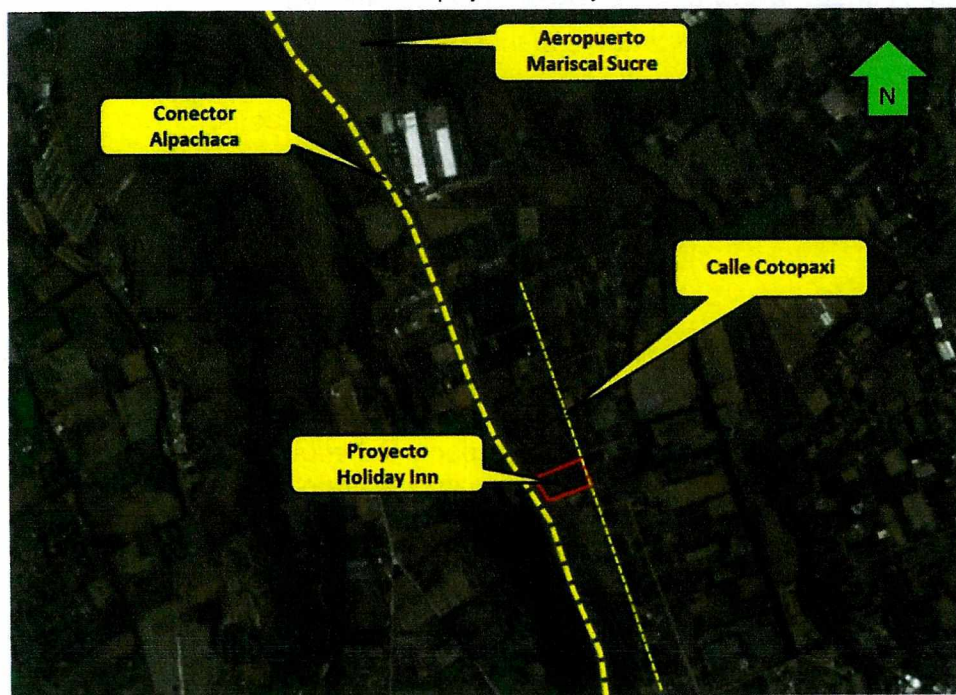 Aeropuerto
Mariscal Sucre
N
Conector
Alpachaca
Calle Cotopaxi
Proyecto
Holiday Inn